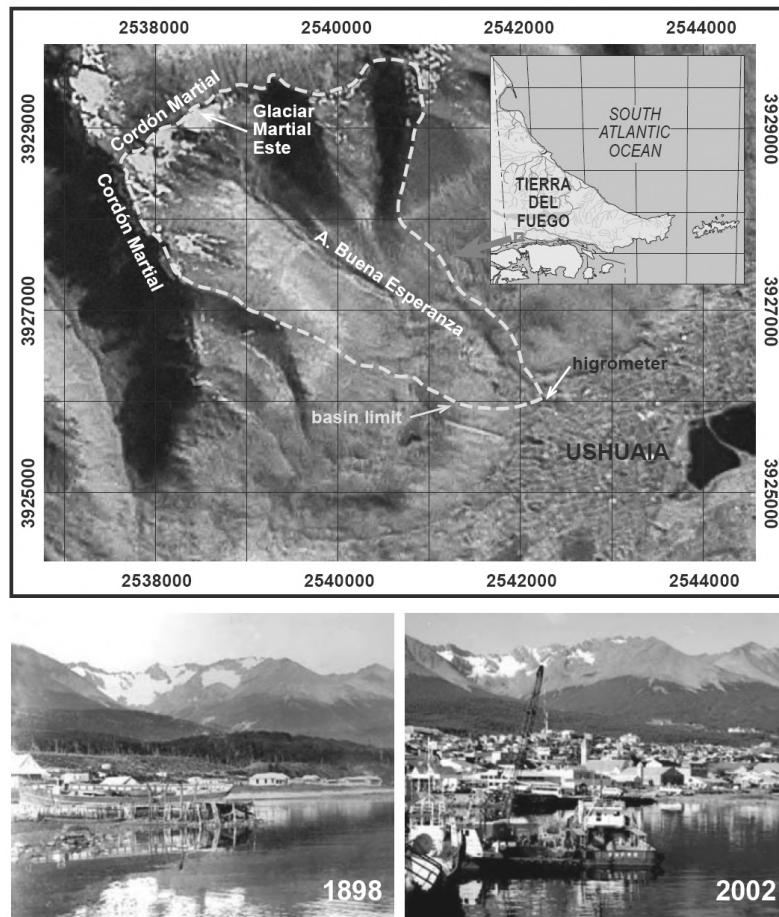 2538000
2540000
2542000
2544000
3929000
3929000
Cordón Martial
Glaciar
Martial
Este
SOUTH
ATLANTIC
OCEAN
TIERRA
DEL
FUEGO
Cordón Martial
A. Buena Esperanza
3927000
3927000
higrometer
basin limit
USHUAIA
3925000
3925000
2538000
2540000
2542000
2544000
1898
2002